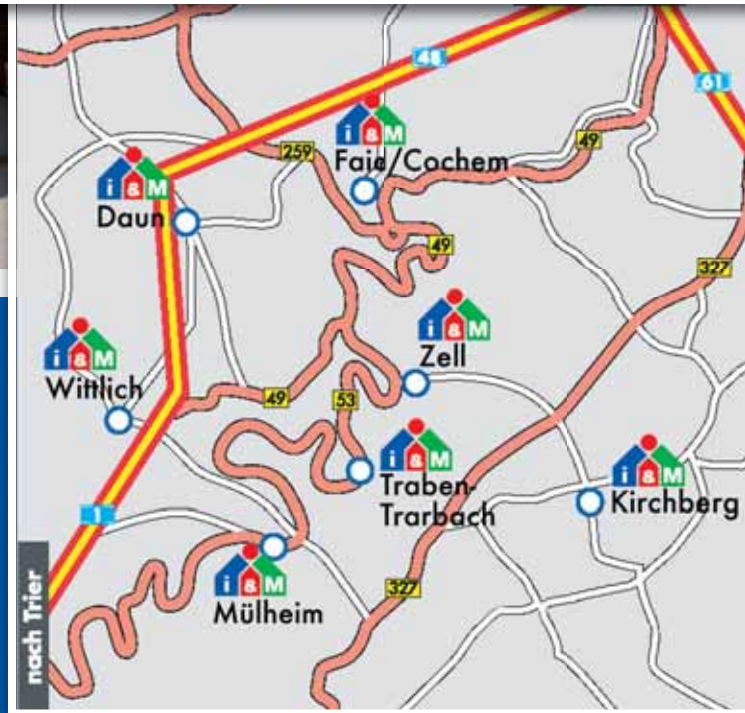 48
61
i & M
259
Faid/Cochem
49
i & M
Daun
49
327
i & M
Zell
i & M
Wittlich
49
53
i & M
Traben-
Trarbach
i & M
Kirchberg
1
i & M
Mülheim
327
nach Trier